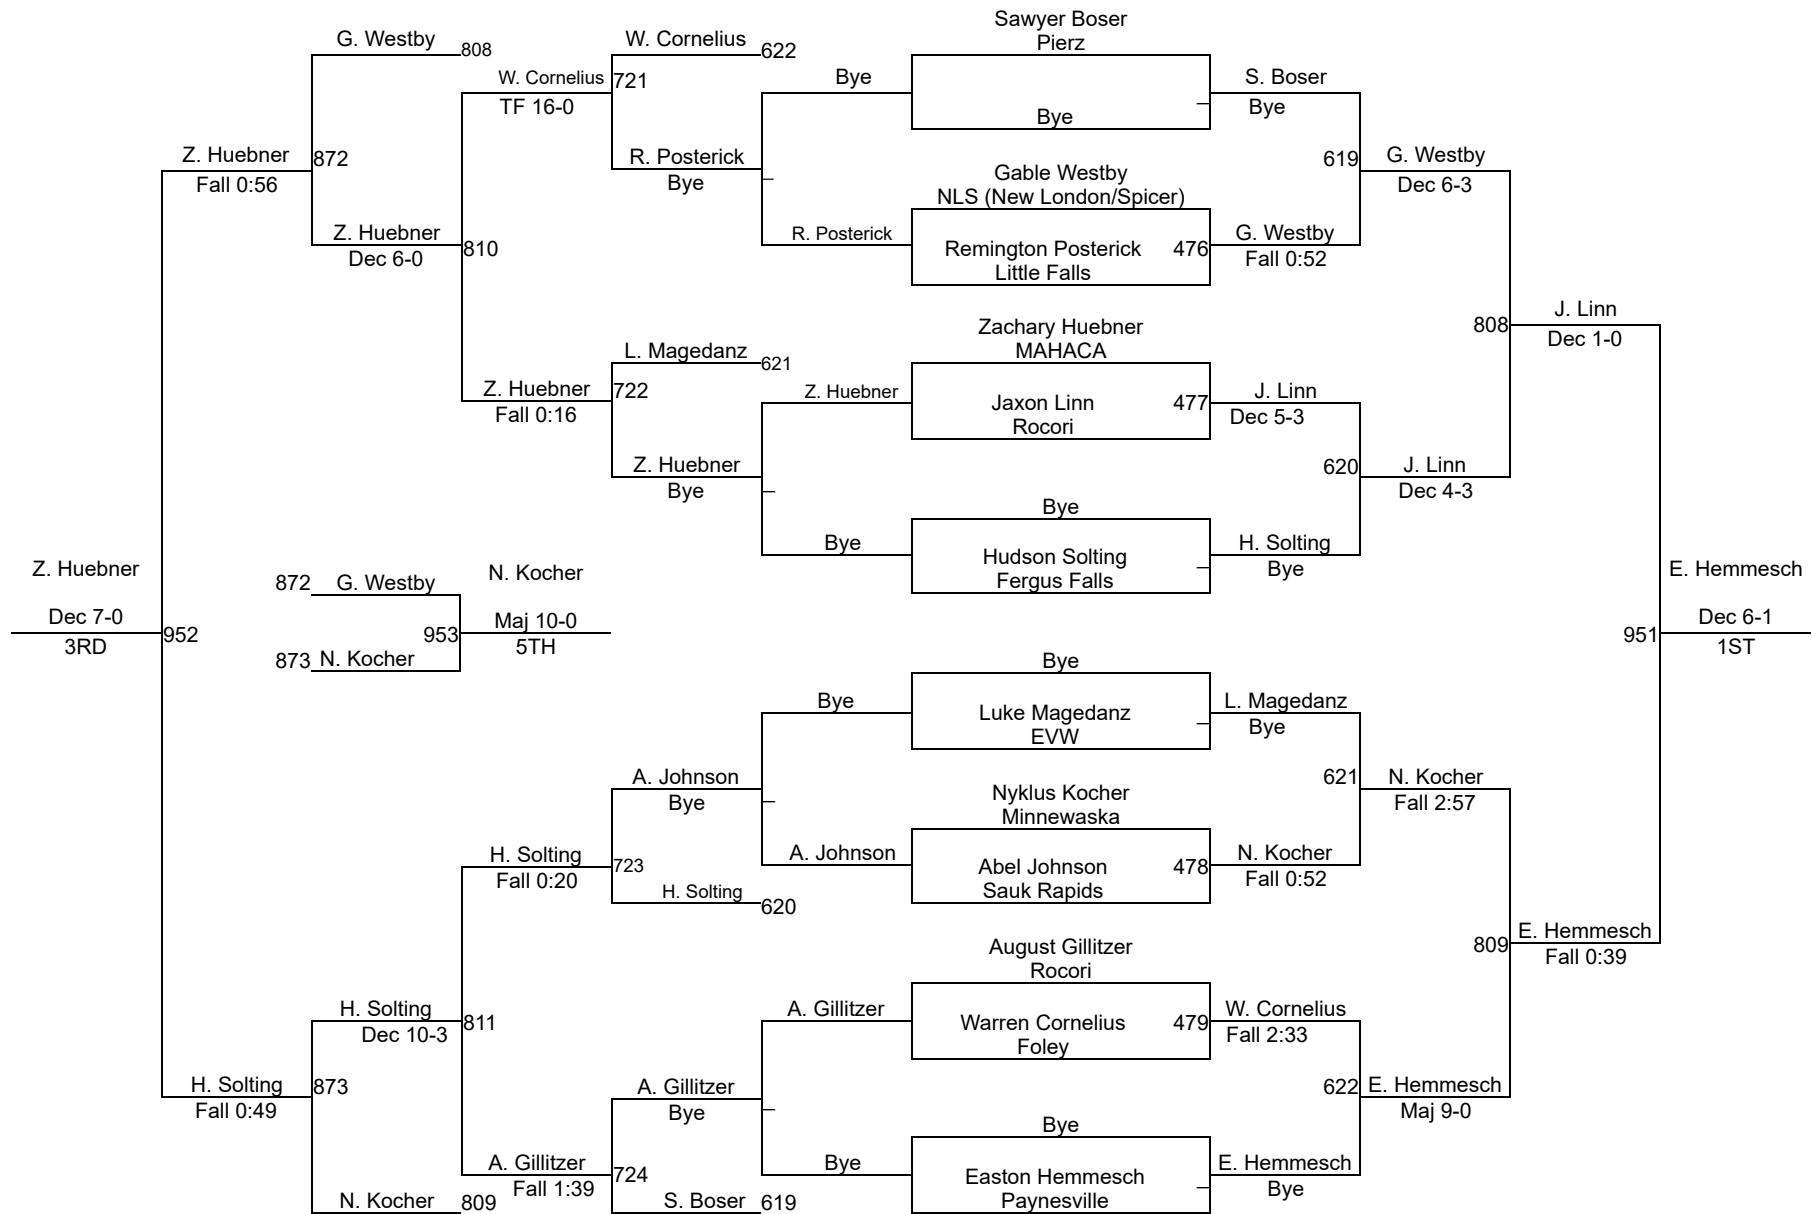 Sawyer Boser
Pierz
G. Westby
808
W. Cornelius
622
W. Cornelius
721
TF 16-0
Bye
Bye
S. Boser
Bye
Z. Huebner
872
Fall 0:56
R. Posterick
Bye
_
619
G. Westby
Dec 6-3
Gable Westby
NLS (New London/Spicer)
Z. Huebner
Dec 6-0
810
R. Posterick
Remington Posterick
476
Little Falls
G. Westby
Fall 0:52
Zachary Huebner
MAHACA
808
J. Linn
Dec 1-0
L. Magedanz
621
Z. Huebner
722
Fall 0:16
Z. Huebner
Jaxon Linn
477
Rocori
J. Linn
Dec 5-3
Z. Huebner
Bye
_
620
J. Linn
Dec 4-3
Bye
Bye
Hudson Solting
Fergus Falls
_
H. Solting
Bye
Z. Huebner
Dec 7-0
3RD
952
872
G. Westby
873
N. Kocher
953
N. Kocher
Maj 10-0
5TH
E. Hemmesch
951
Dec 6-1
1ST
Bye
Bye
Luke Magedanz
EVW
_
L. Magedanz
Bye
A. Johnson
Bye
_
Nyklus Kocher
Minnewaska
621
N. Kocher
Fall 2:57
H. Solting
723
Fall 0:20
H. Solting
620
A. Johnson
Abel Johnson
478
Sauk Rapids
N. Kocher
Fall 0:52
August Gillitzer
Rocori
809
E. Hemmesch
Fall 0:39
H. Solting
Dec 10-3
811
A. Gillitzer
Warren Cornelius
479
Foley
W. Cornelius
Fall 2:33
H. Solting
873
Fall 0:49
A. Gillitzer
Bye
_
622
E. Hemmesch
Maj 9-0
Bye
A. Gillitzer
724
Fall 1:39
Bye
Easton Hemmesch
Paynesville
_
E. Hemmesch
Bye
N. Kocher
809
S. Boser
619